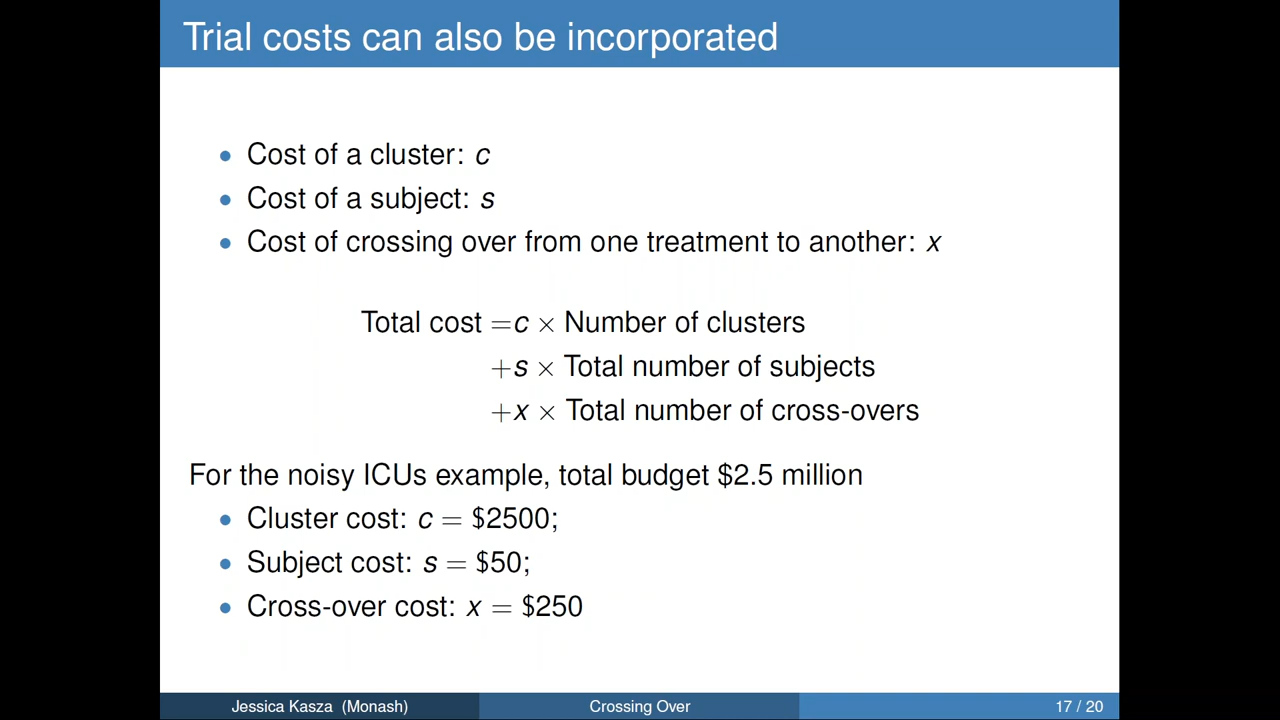 Trial costs can also be incorporated
• Cost of a cluster: c
• Cost of a subject: s
• Cost of crossing over from one treatment to another: x
Total cost =c × Number of clusters
+s × Total number of subjects
+x × Total number of cross-overs
For the noisy ICUs example, total budget $2.5 million
• Cluster cost: c = $2500;
• Subject cost: s = $50;
• Cross-over cost: x = $250
Jessica Kasza (Monash) Crossing Over 17 / 20